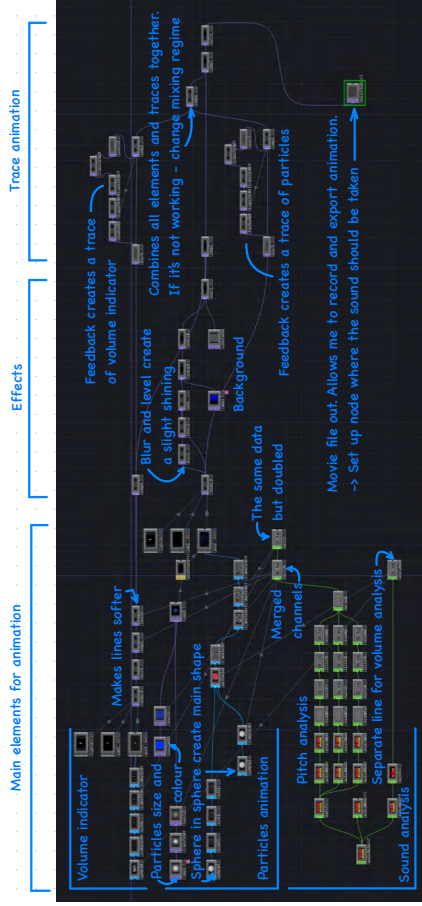 Main elements for animation
Effects
Trace animation
Volume indicator
Makes lines softer
Particles size and
colour
Sphere in sphere create main shape
Particles animation
Merged
channels
The same data
but doubled
Pitch analysis
Separate line for volume analysis
Sound analysis
Blur and level create
a slight shining
Background
Feedback creates a trace
of volume indicator
Combines all elements and traces together.
If it's not working - change mixing regime
Feedback creates a trace of particles
Movie file out. Allows me to record and export animation.
-> Set up node where the sound should be taken